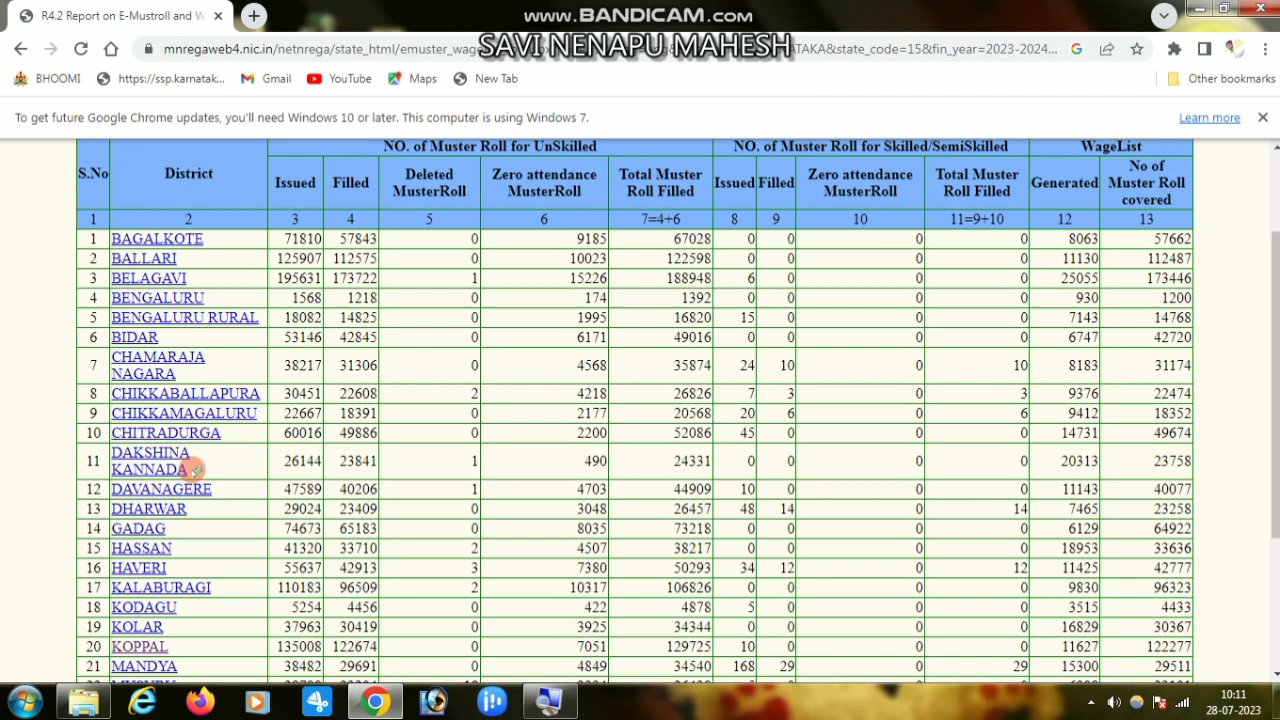 www.BANDICAM.com
R4.2 Report on E-Mustroll and W
SAVI NENAPU MAHESH
mnregaweb4.nic.in/netnrega/state_html/emuster_wag ATAKA&state_code=15&fin_year=2023-2024...
BHOOMI https://ssp.karnatak... Gmail YouTube Maps New Tab Other bookmarks
To get future Google Chrome updates, you'll need Windows 10 or later. This computer is using Windows 7. Learn more
S.No District NO. of Muster Roll for UnSkilled NO. of Muster Roll for Skilled/SemiSkilled WageList
Issued Filled Deleted MusterRoll Zero attendance MusterRoll Total Muster Roll Filled Issued Filled Zero attendance MusterRoll Total Muster Roll Filled Generated No of Muster Roll covered
1 2 3 4 5 6 7=4+6 8 9 10 11=9+10 12 13
1 BAGALKOTE 71810 57843 0 9185 67028 0 0 0 0 8063 57662
2 BALLARI 125907 112575 0 10023 122598 0 0 0 0 11130 112487
3 BELAGAVI 195631 173722 1 15226 188948 6 0 0 0 25055 173446
4 BENGALURU 1568 1218 0 174 1392 0 0 0 0 930 1200
5 BENGALURU RURAL 18082 14825 0 1995 16820 15 0 0 0 7143 14768
6 BIDAR 53146 42845 0 6171 49016 0 0 0 0 6747 42720
7 CHAMARAJA NAGARA 38217 31306 0 4568 35874 24 10 0 10 8183 31174
8 CHIKKABALLAPURA 30451 22608 2 4218 26826 7 3 0 3 9376 22474
9 CHIKKAMAGALURU 22667 18391 0 2177 20568 20 6 0 6 9412 18352
10 CHITRADURGA 60016 49886 0 2200 52086 45 0 0 0 14731 49674
11 DAKSHINA KANNADA 26144 23841 1 490 24331 0 0 0 0 20313 23758
12 DAVANAGERE 47589 40206 1 4703 44909 10 0 0 0 11143 40077
13 DHARWAR 29024 23409 0 3048 26457 48 14 0 14 7465 23258
14 GADAG 74673 65183 0 8035 73218 0 0 0 0 6129 64922
15 HASSAN 41320 33710 2 4507 38217 0 0 0 0 18953 33636
16 HAVERI 55637 42913 3 7380 50293 34 12 0 12 11425 42777
17 KALABURAGI 110183 96509 2 10317 106826 0 0 0 0 9830 96323
18 KODAGU 5254 4456 0 422 4878 5 0 0 0 3515 4433
19 KOLAR 37963 30419 0 3925 34344 0 0 0 0 16829 30367
20 KOPPAL 135008 122674 0 7051 129725 10 0 0 0 11627 122277
21 MANDYA 38482 29691 0 4849 34540 168 29 0 29 15300 29511
10:11
28-07-2023